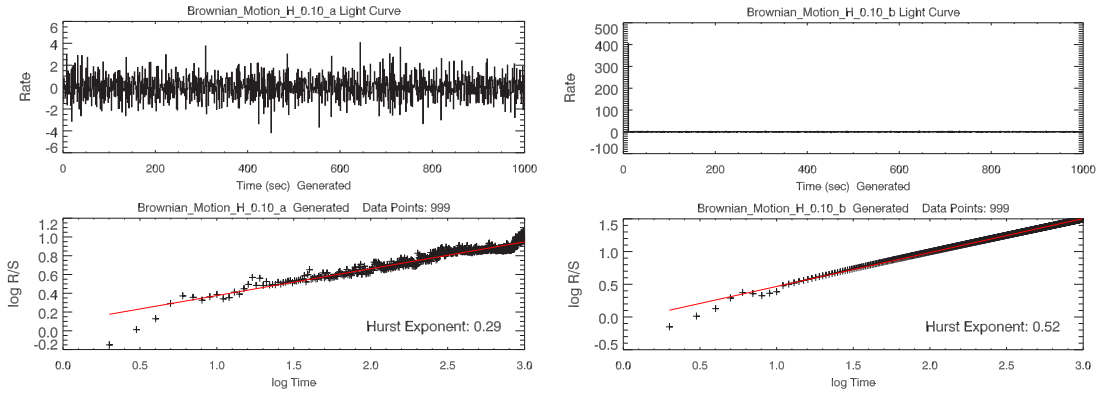 Brownian_Motion_H_0.10_a Light Curve
6
4
2
0
-2
-4
-6
Rate
0 200 400 600 800 1000
Time (sec) Generated
Brownian_Motion_H_0.10_b Light Curve
500
400
300
200
100
0
-100
Rate
0 200 400 600 800 1000
Time (sec) Generated
Brownian_Motion_H_0.10_a Generated Data Points: 999
1.2
1.0
0.8
0.6
0.4
0.2
0.0
-0.2
log R/S
Hurst Exponent: 0.29
0.0 0.5 1.0 1.5 2.0 2.5 3.0
log Time
Brownian_Motion_H_0.10_b Generated Data Points: 999
1.5
1.0
0.5
0.0
-0.5
log R/S
Hurst Exponent: 0.52
0.0 0.5 1.0 1.5 2.0 2.5 3.0
log Time